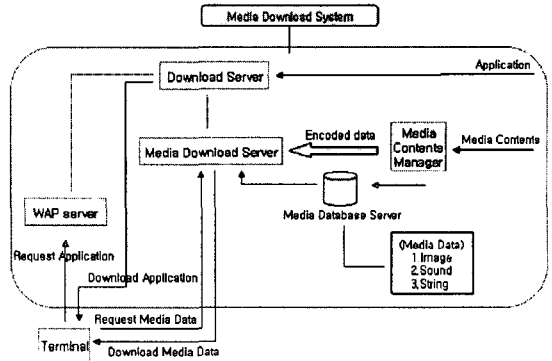 Media Download System
Application
Download Server
Encoded data
Media Contents Manager
Media Contents
Media Download Server
WAP server
Media Database Server
Request Application
(Media Data)
1.Image
2.Sound
3.String
Download Application
Request Media Data
Terminal
Download Media Data